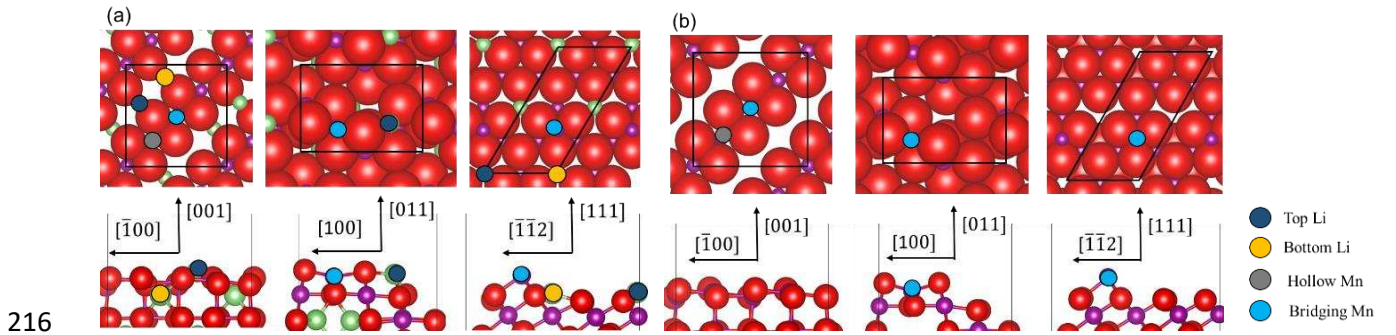 (a)
(b)
[1̄00] [001]
[100] [011]
[1̄1̄2] [111]
[1̄00] [001]
[100] [011]
[1̄1̄2] [111]
Top Li
Bottom Li
Hollow Mn
Bridging Mn
216